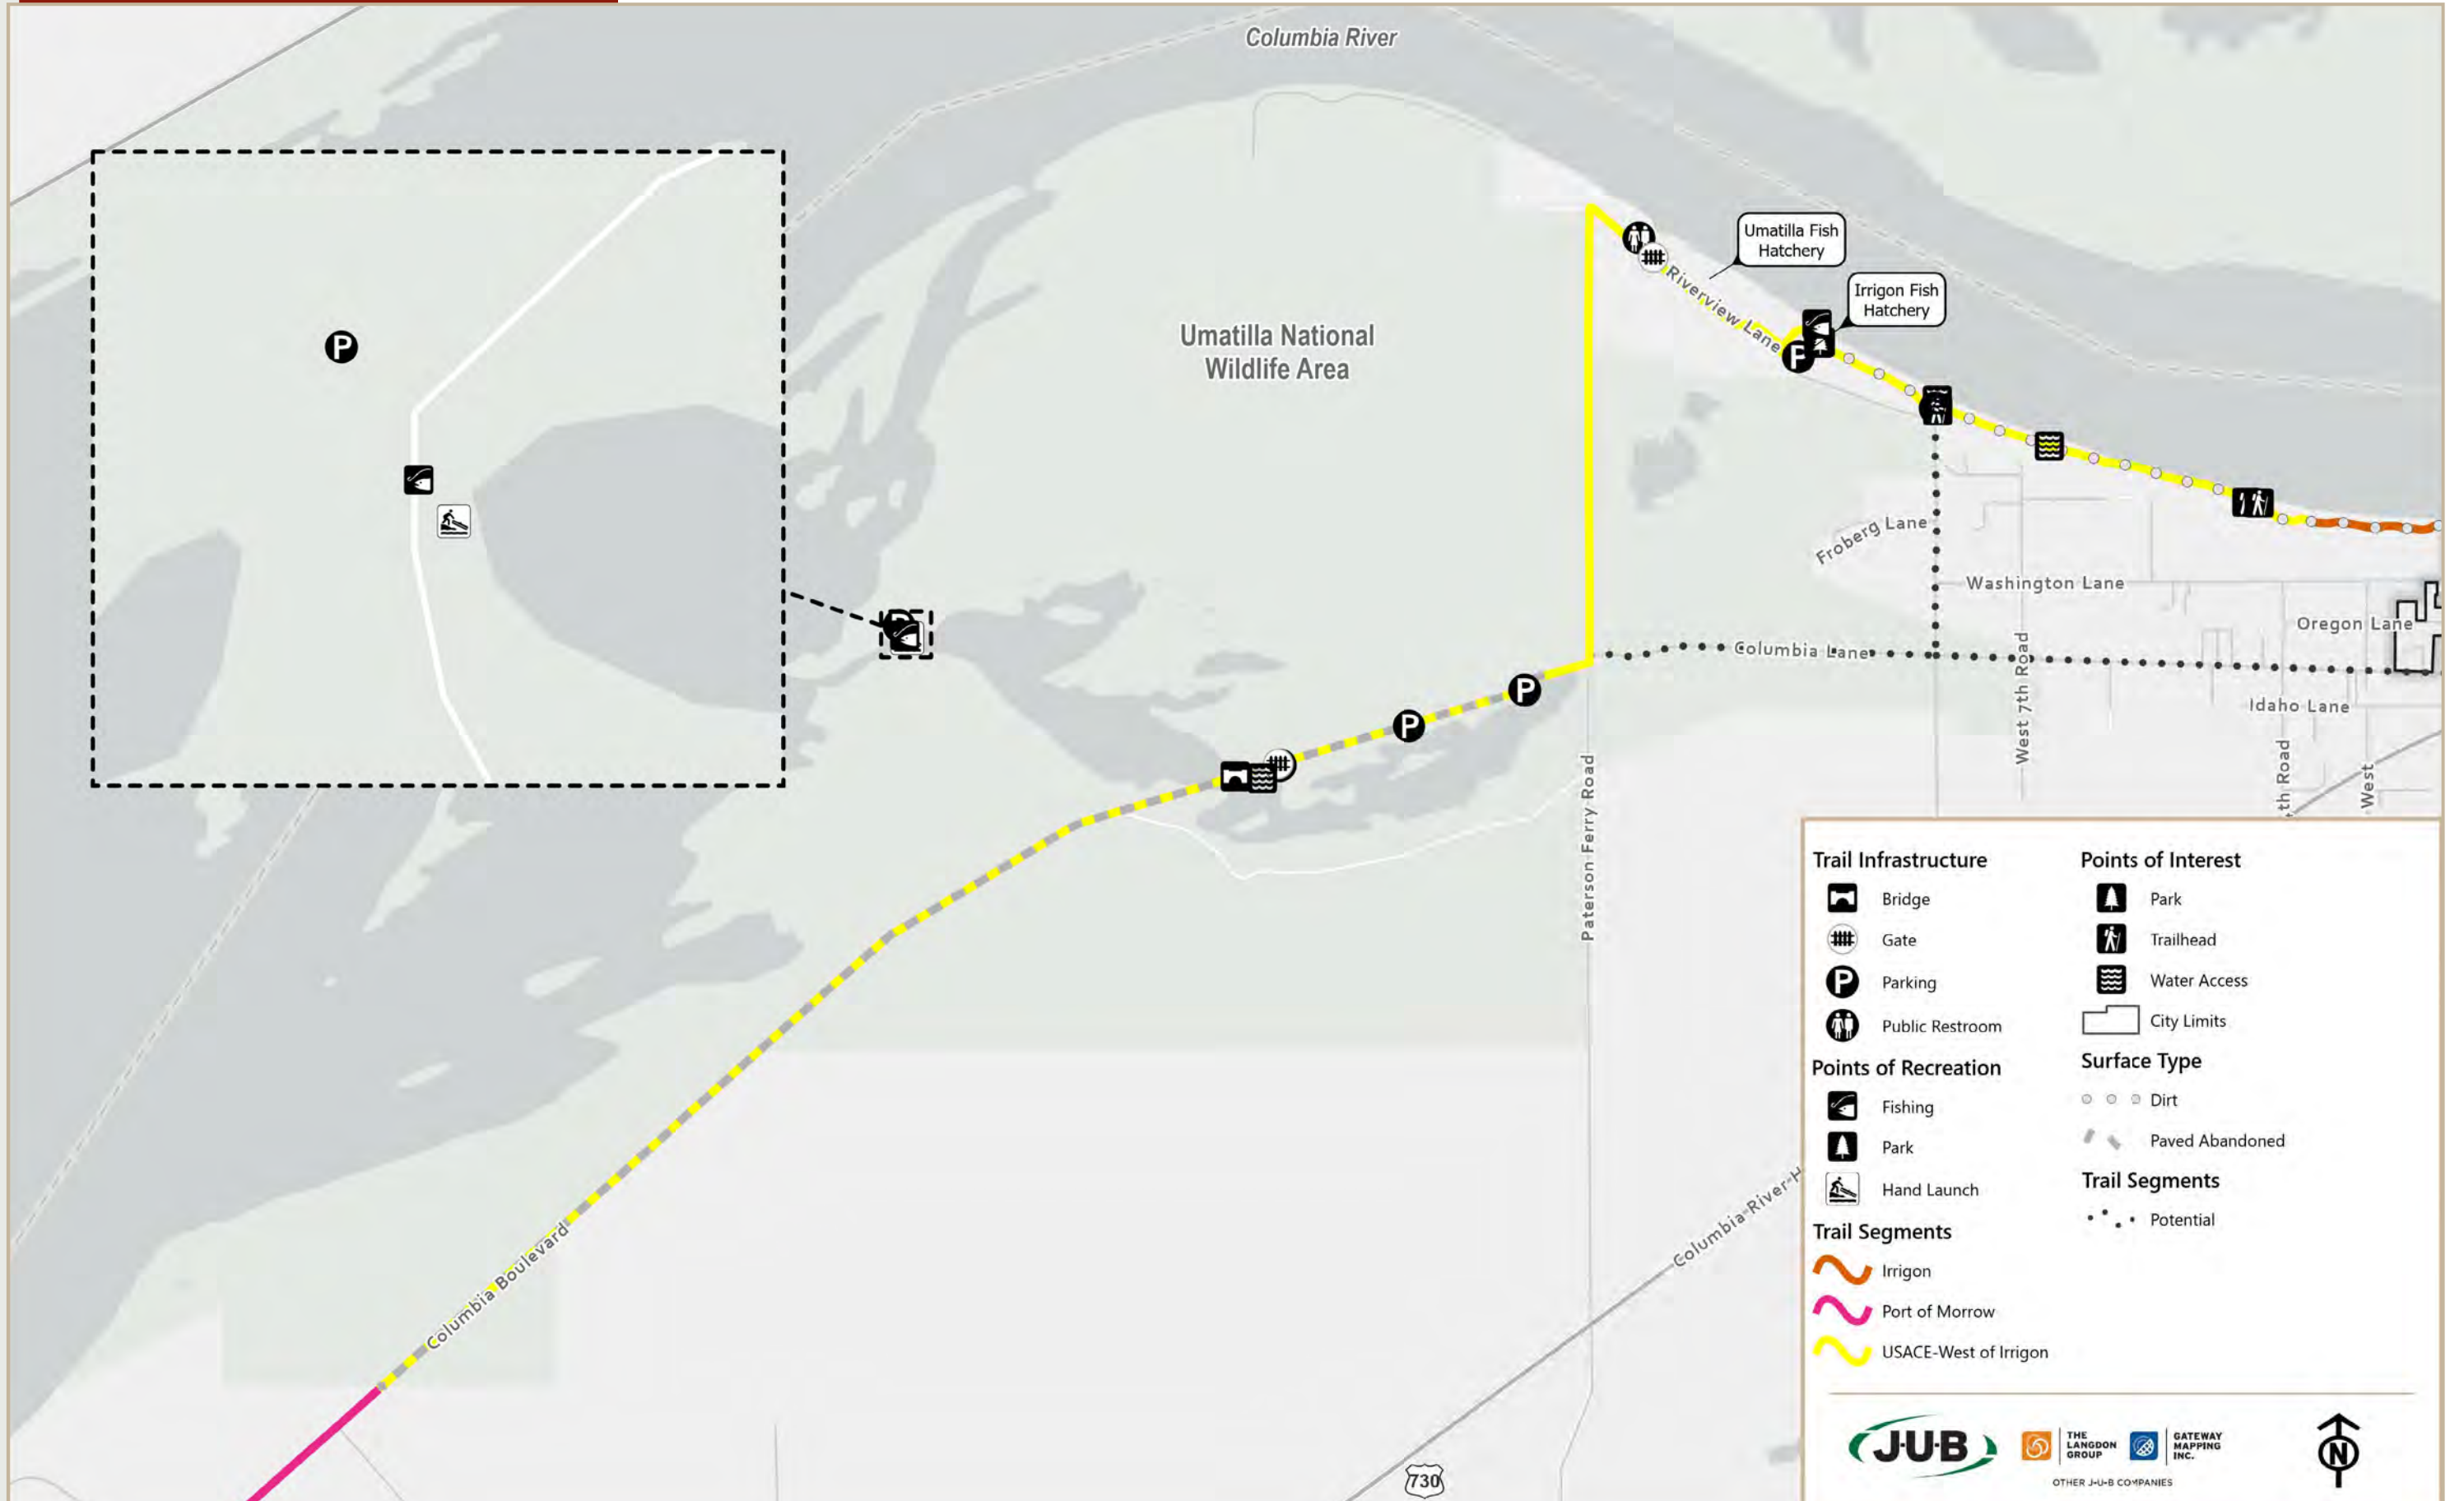 Columbia River
Umatilla National
Wildlife Area
Umatilla Fish
Hatchery
Irrigon Fish
Hatchery
Riverview Lane
P
P
Froberg Lane
Washington Lane
Oregon Lane
Columbia Lane
West 7th Road
Idaho Lane
P
P
Paterson Ferry Road
th Road
West
Columbia Boulevard
Columbia River H
730
Trail Infrastructure
Bridge
Gate
P Parking
Public Restroom
Points of Recreation
Fishing
Park
Hand Launch
Trail Segments
Irrigon
Port of Morrow
USACE-West of Irrigon
Points of Interest
Park
Trailhead
Water Access
City Limits
Surface Type
Dirt
Paved Abandoned
Trail Segments
Potential
J-U-B
THE
LANGDON
GROUP
GATEWAY
MAPPING
INC.
OTHER J-U-B COMPANIES
N